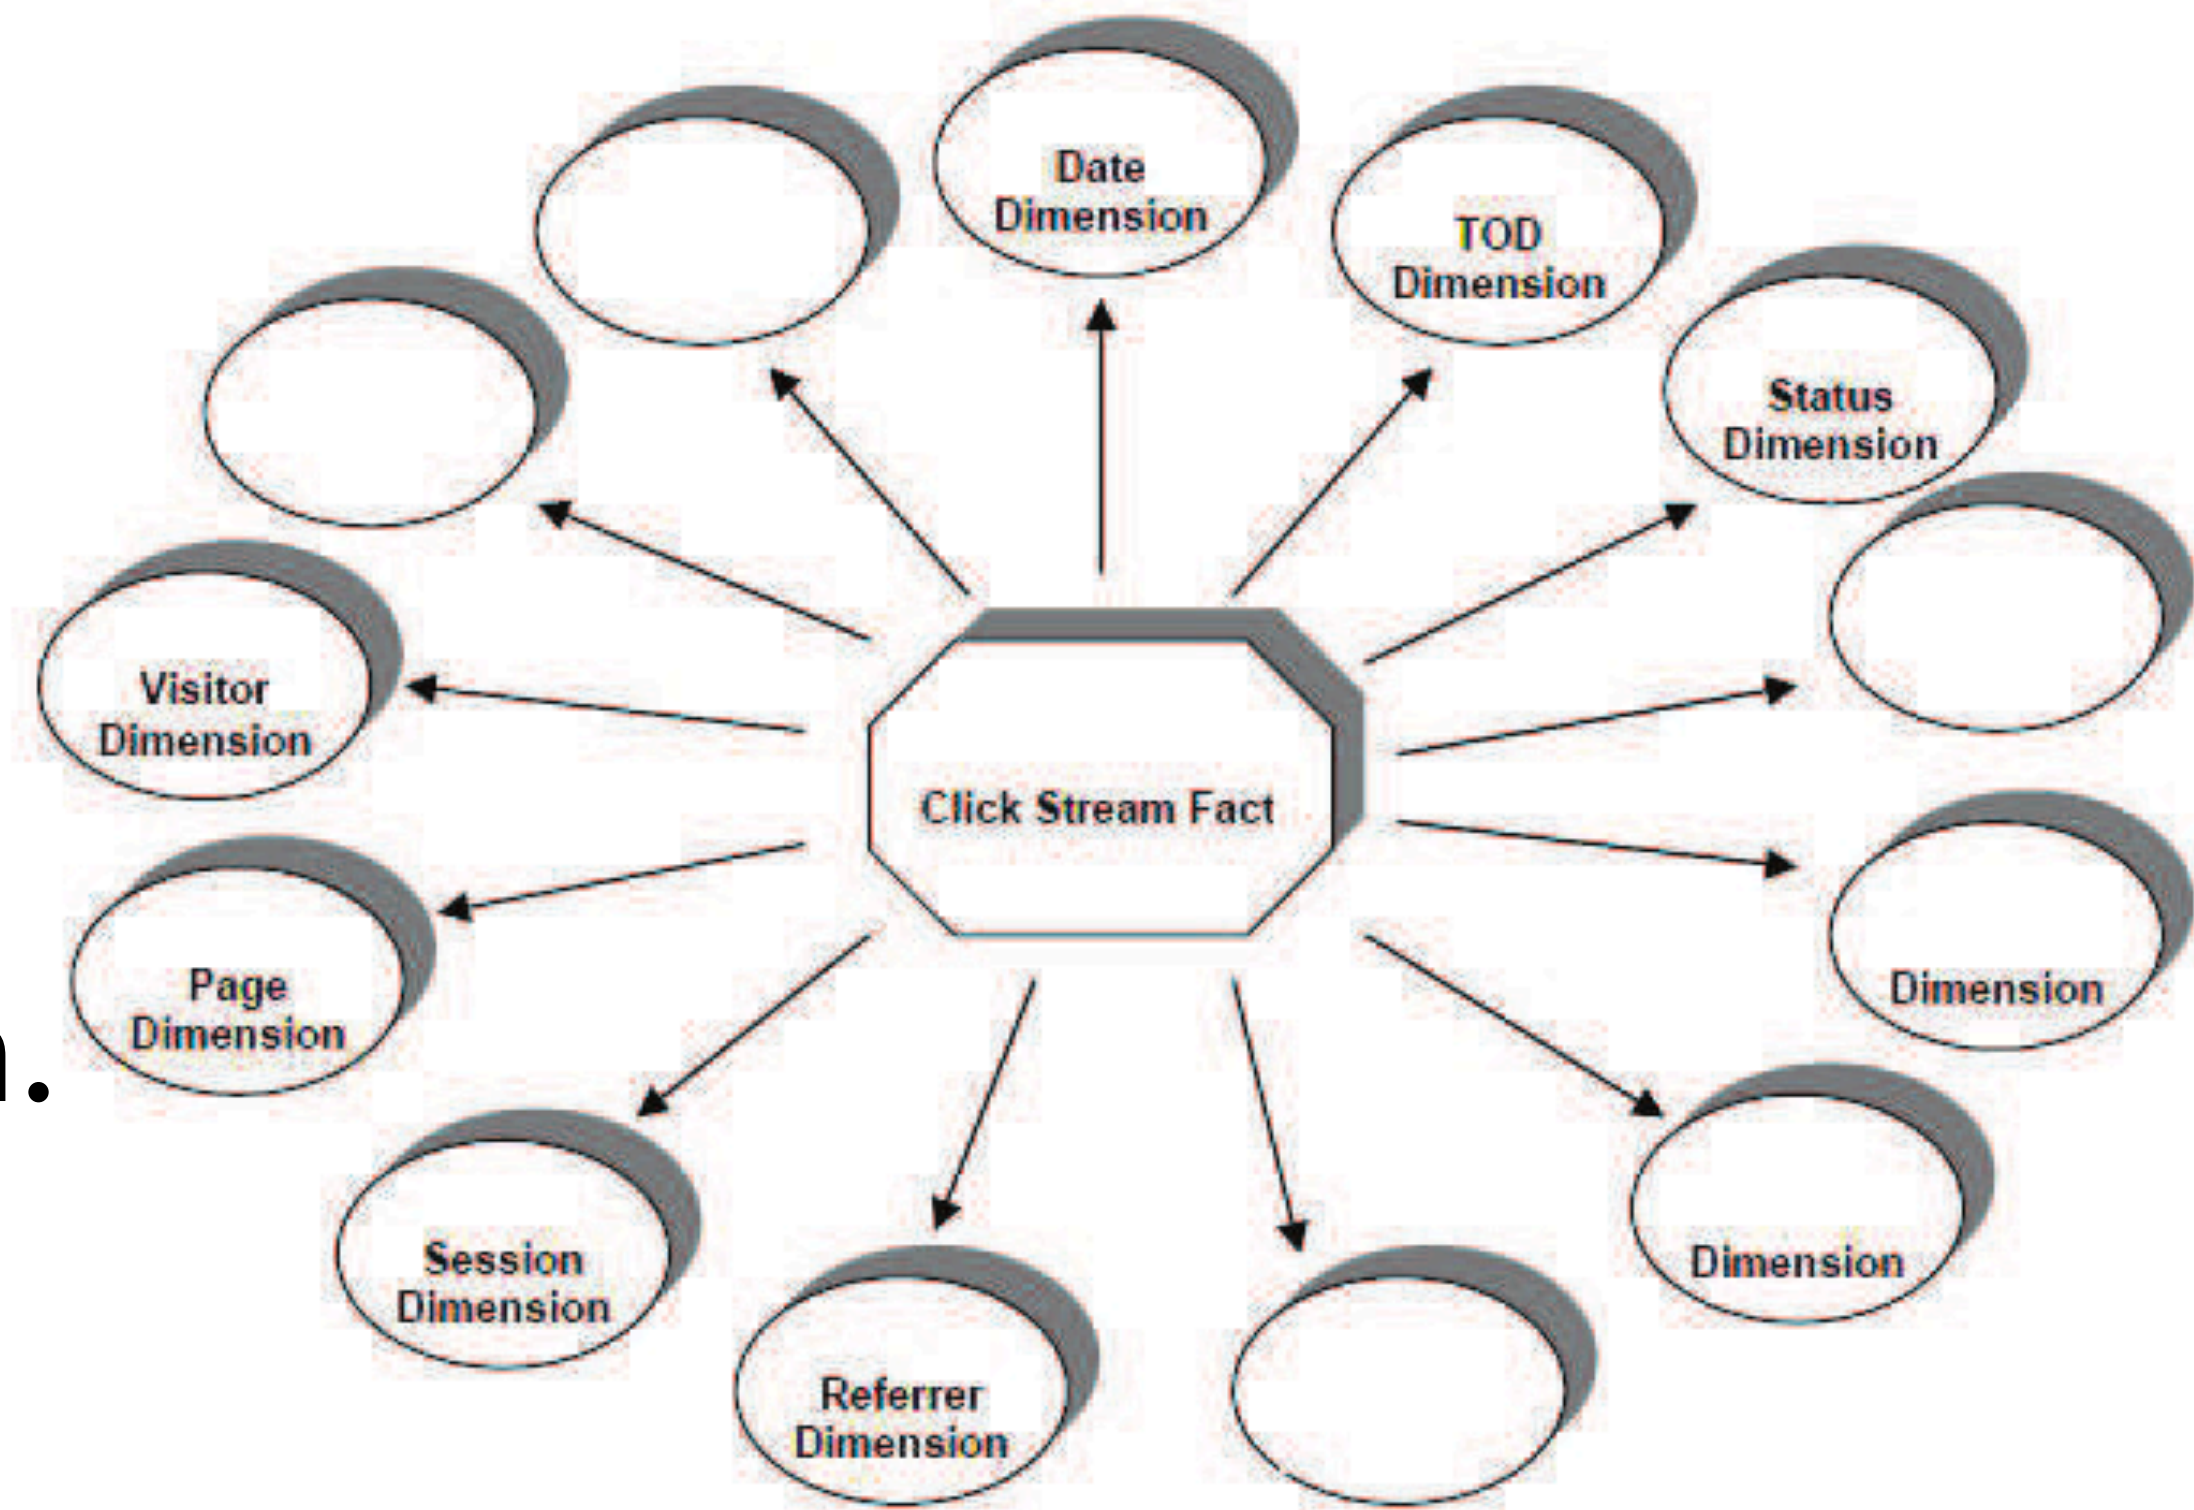 Date
Dimension
TOD
Dimension
Status
Dimension
Visitor
Dimension
Click Stream Fact
Page
Dimension
Dimension
Session
Dimension
Dimension
Referrer
Dimension